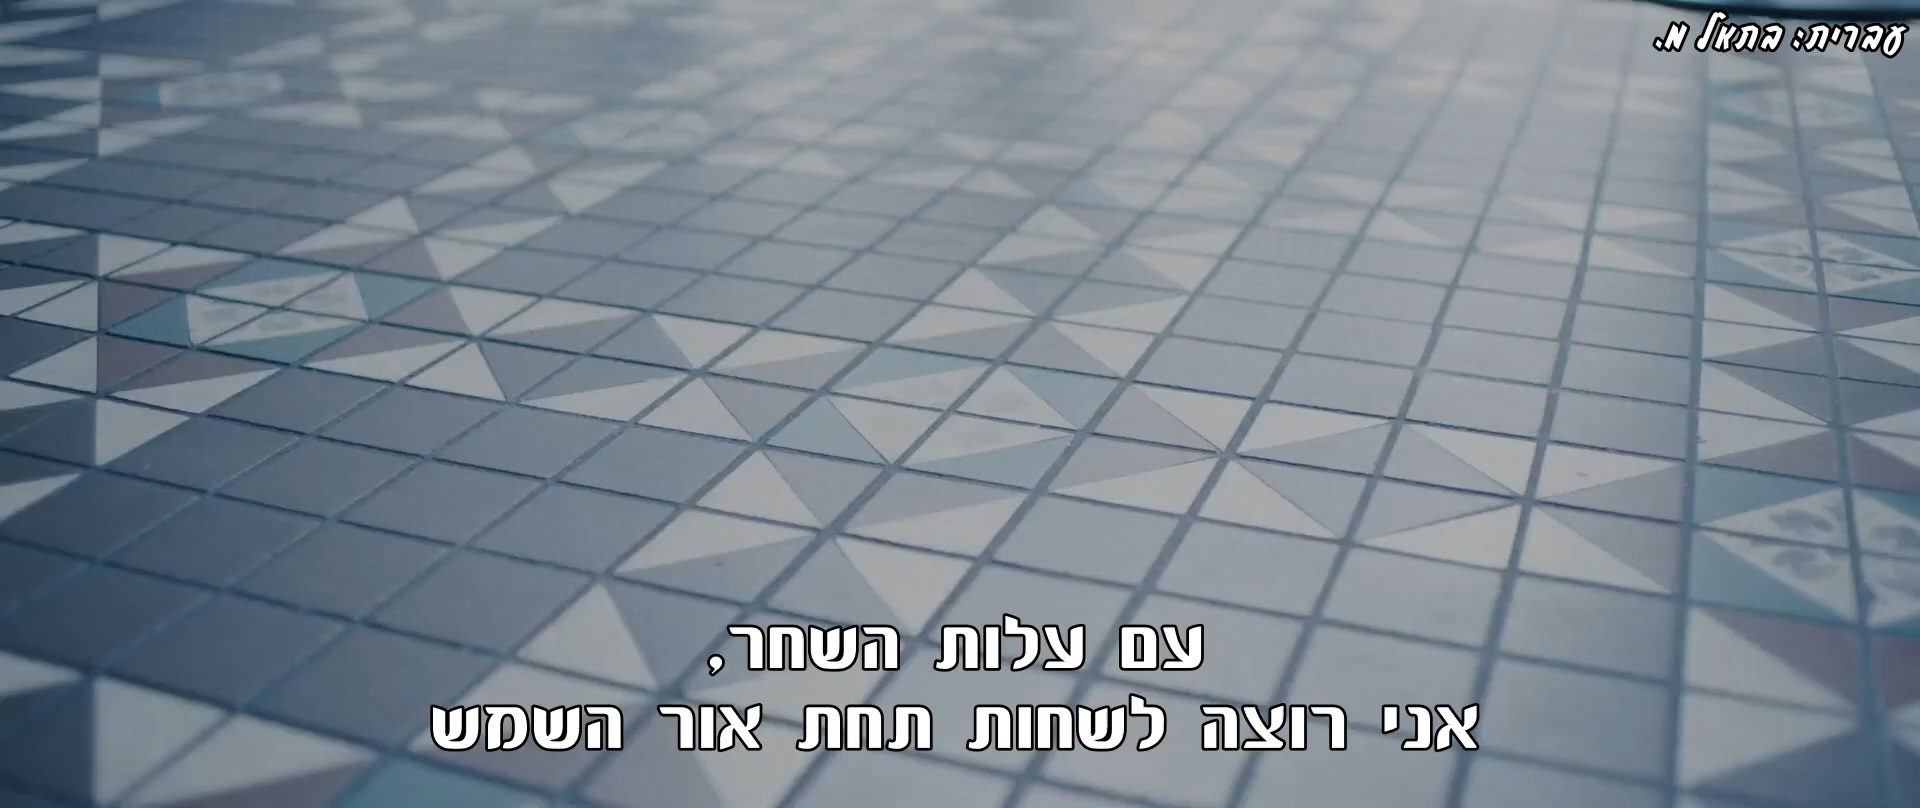 עברית: בתאל מ.
עם עלות השחר,
אני רוצה לשחות תחת אור השמש